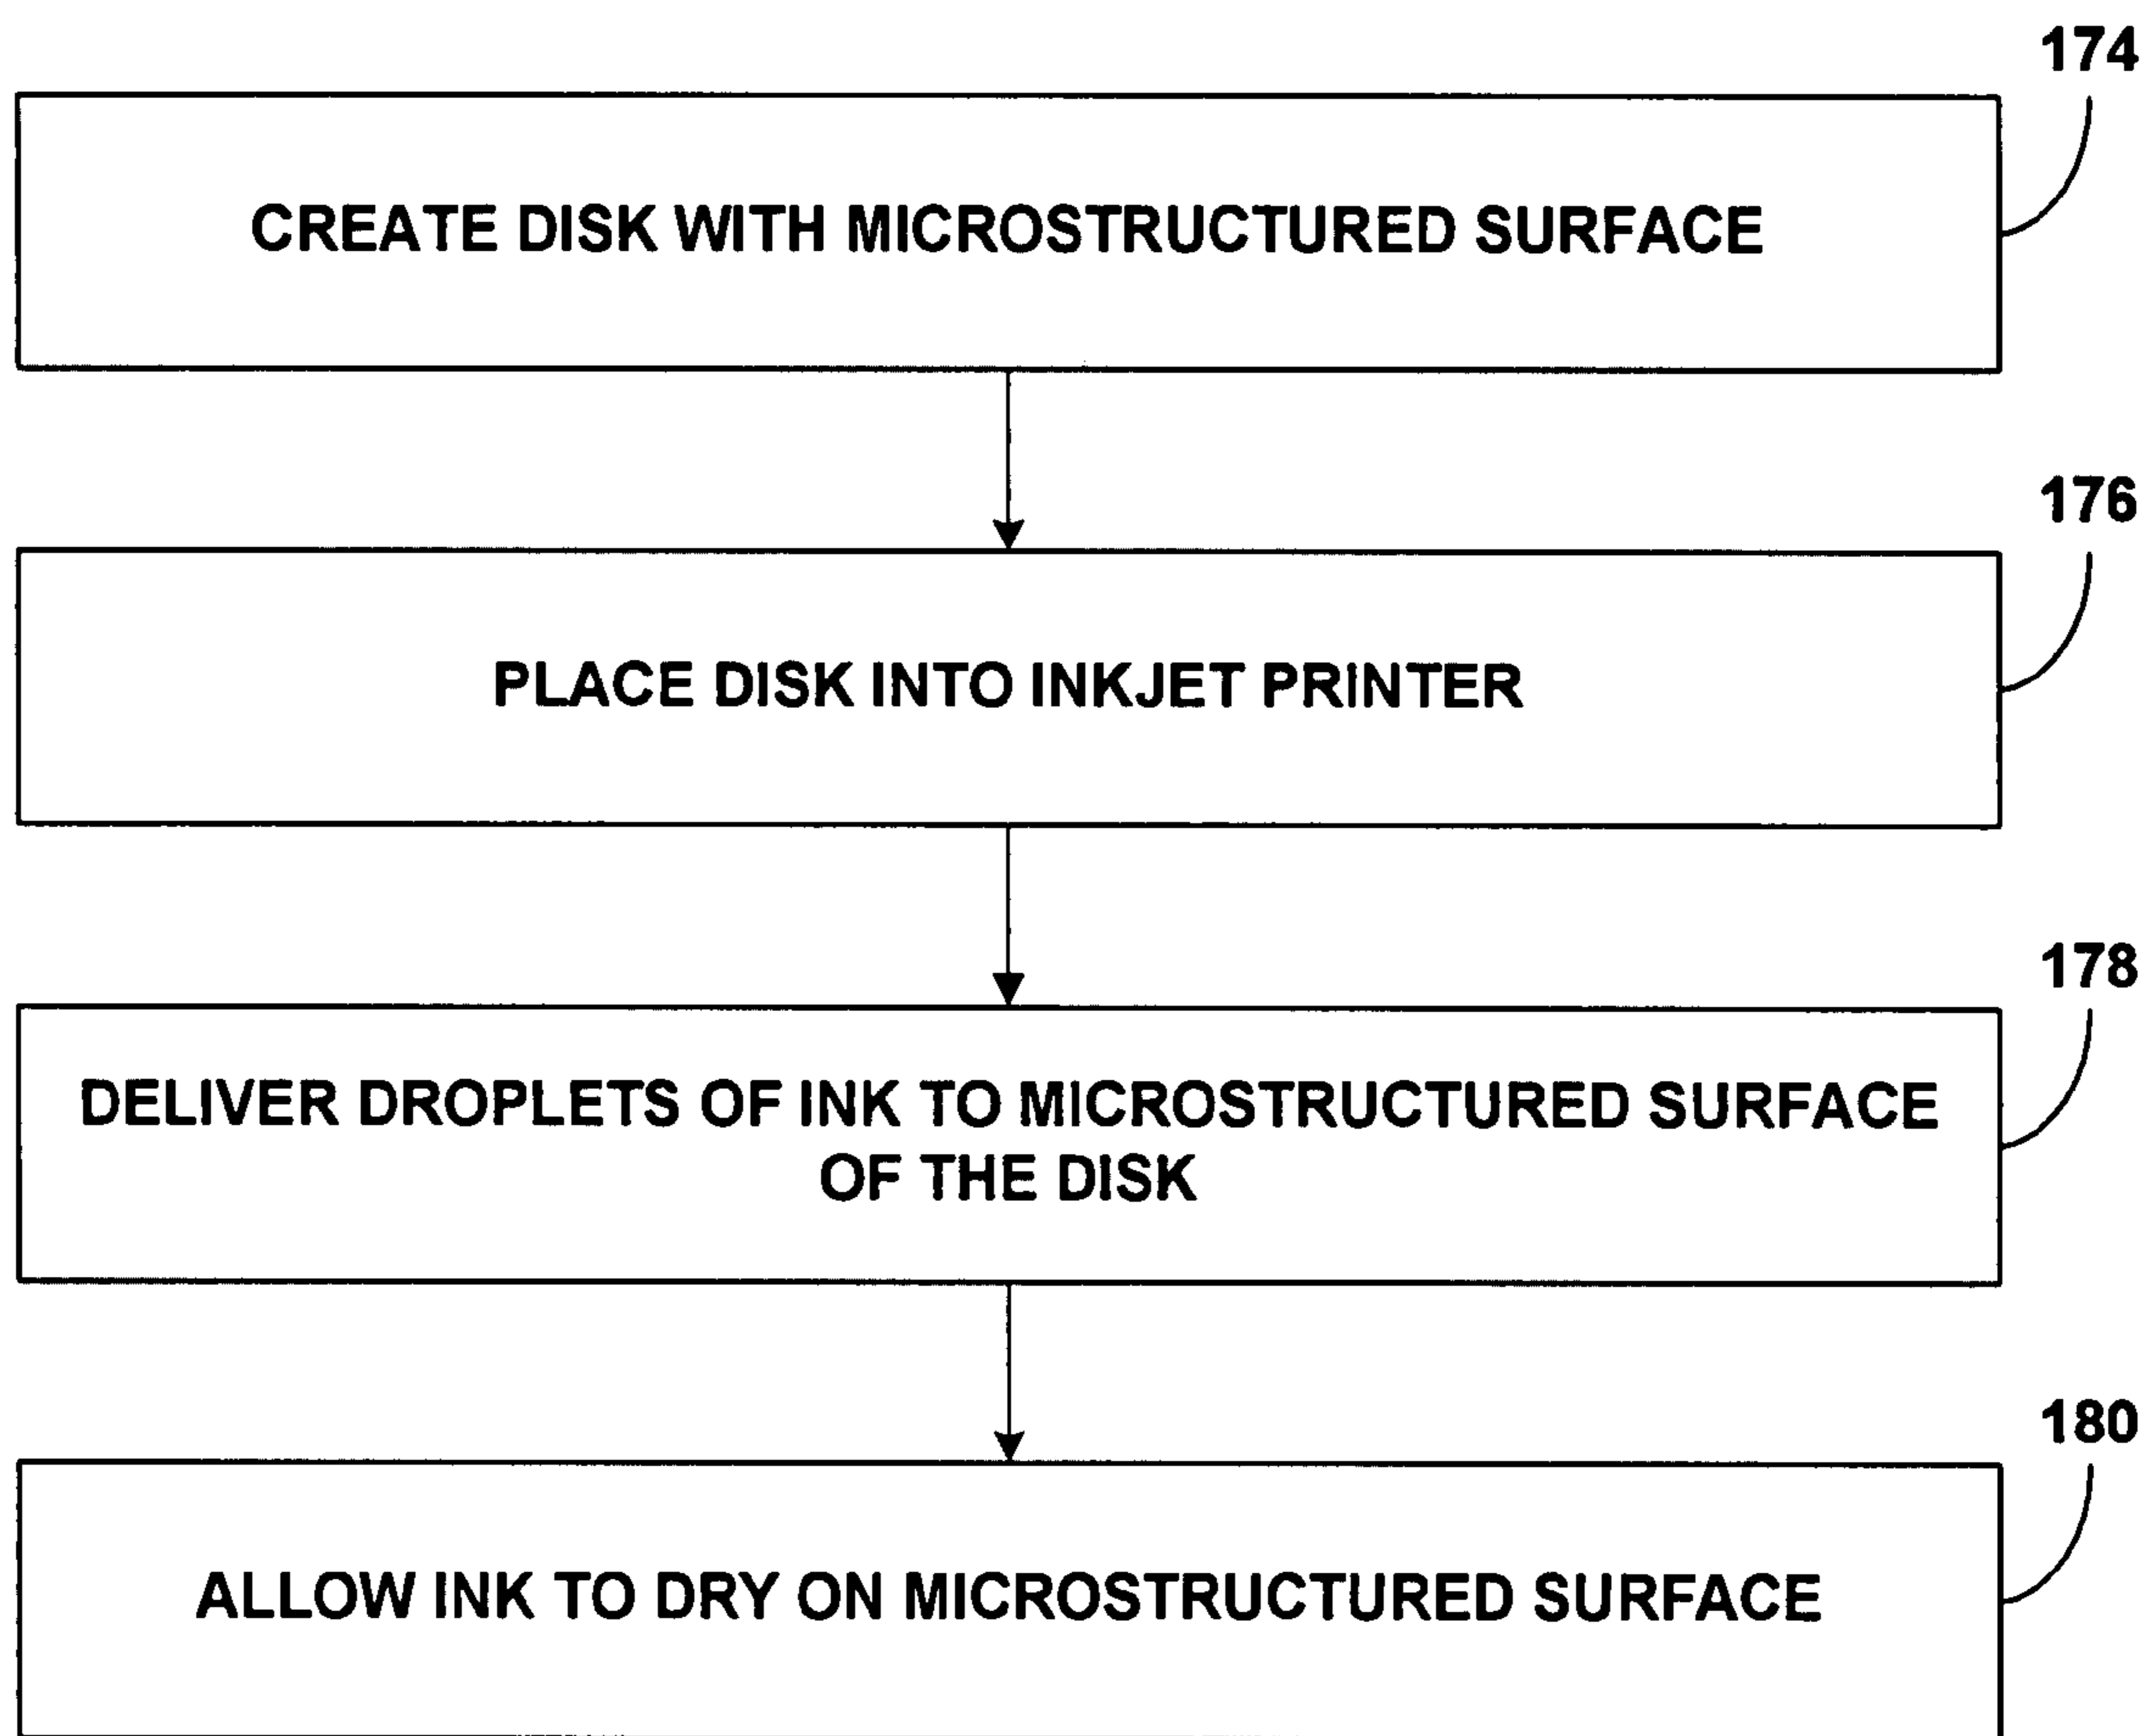 174
CREATE DISK WITH MICROSTRUCTURED SURFACE
176
PLACE DISK INTO INKJET PRINTER
178
DELIVER DROPLETS OF INK TO MICROSTRUCTURED SURFACE
OF THE DISK
180
ALLOW INK TO DRY ON MICROSTRUCTURED SURFACE